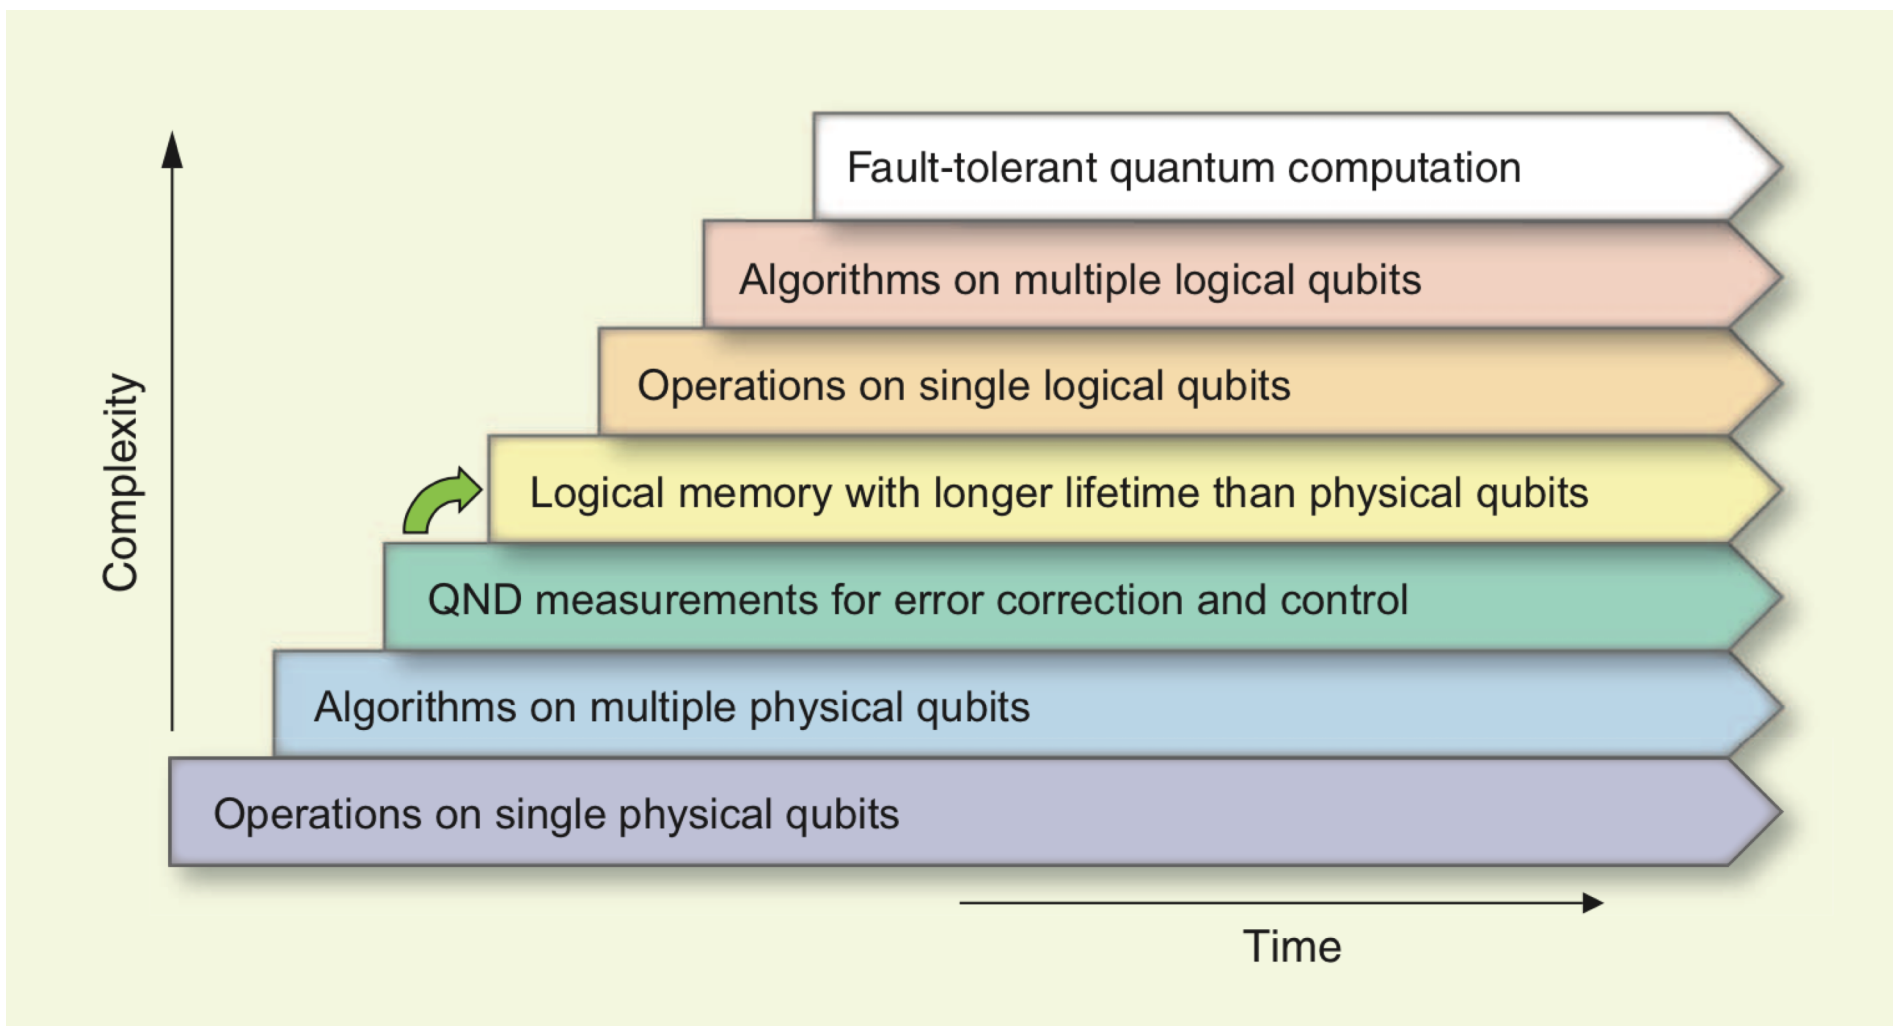 Fault-tolerant quantum computation
Algorithms on multiple logical qubits
Operations on single logical qubits
Logical memory with longer lifetime than physical qubits
QND measurements for error correction and control
Algorithms on multiple physical qubits
Operations on single physical qubits
Complexity
Time